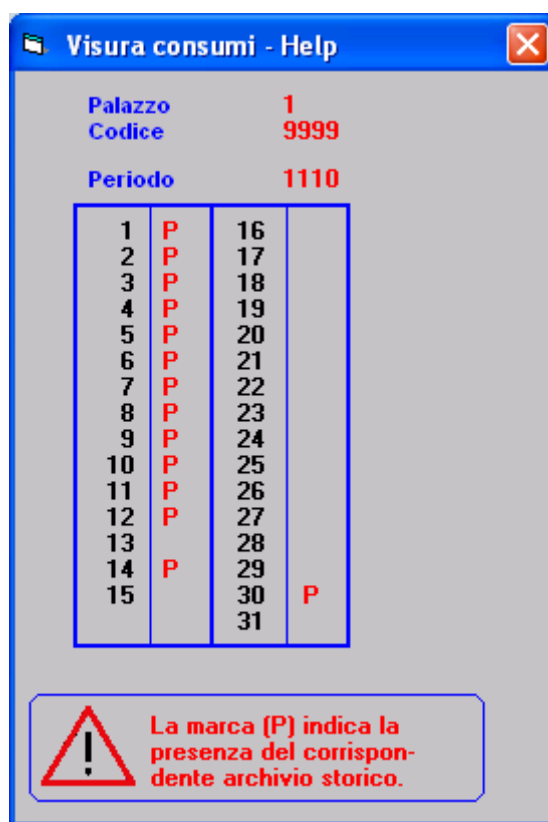 Visura consumi - Help
Palazzo 1
Codice 9999
Periodo 1110
1 P 16
2 P 17
3 P 18
4 P 19
5 P 20
6 P 21
7 P 22
8 P 23
9 P 24
10 P 25
11 P 26
12 P 27
13 28
14 P 29
15 30 P
31
La marca (P) indica la
presenza del corrispon-
dente archivio storico.